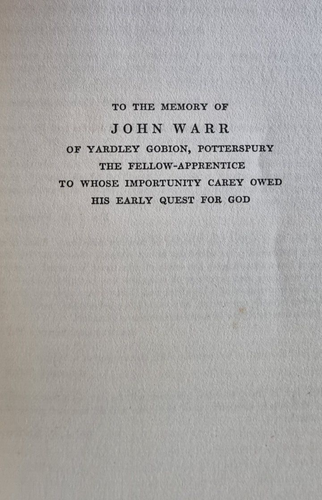 TO THE MEMORY OF
JOHN WARR
OF YARDLEY GOBION, POTTERSPURY
THE FELLOW-APPRENTICE
TO WHOSE IMPORTUNITY CAREY OWED
HIS EARLY QUEST FOR GOD